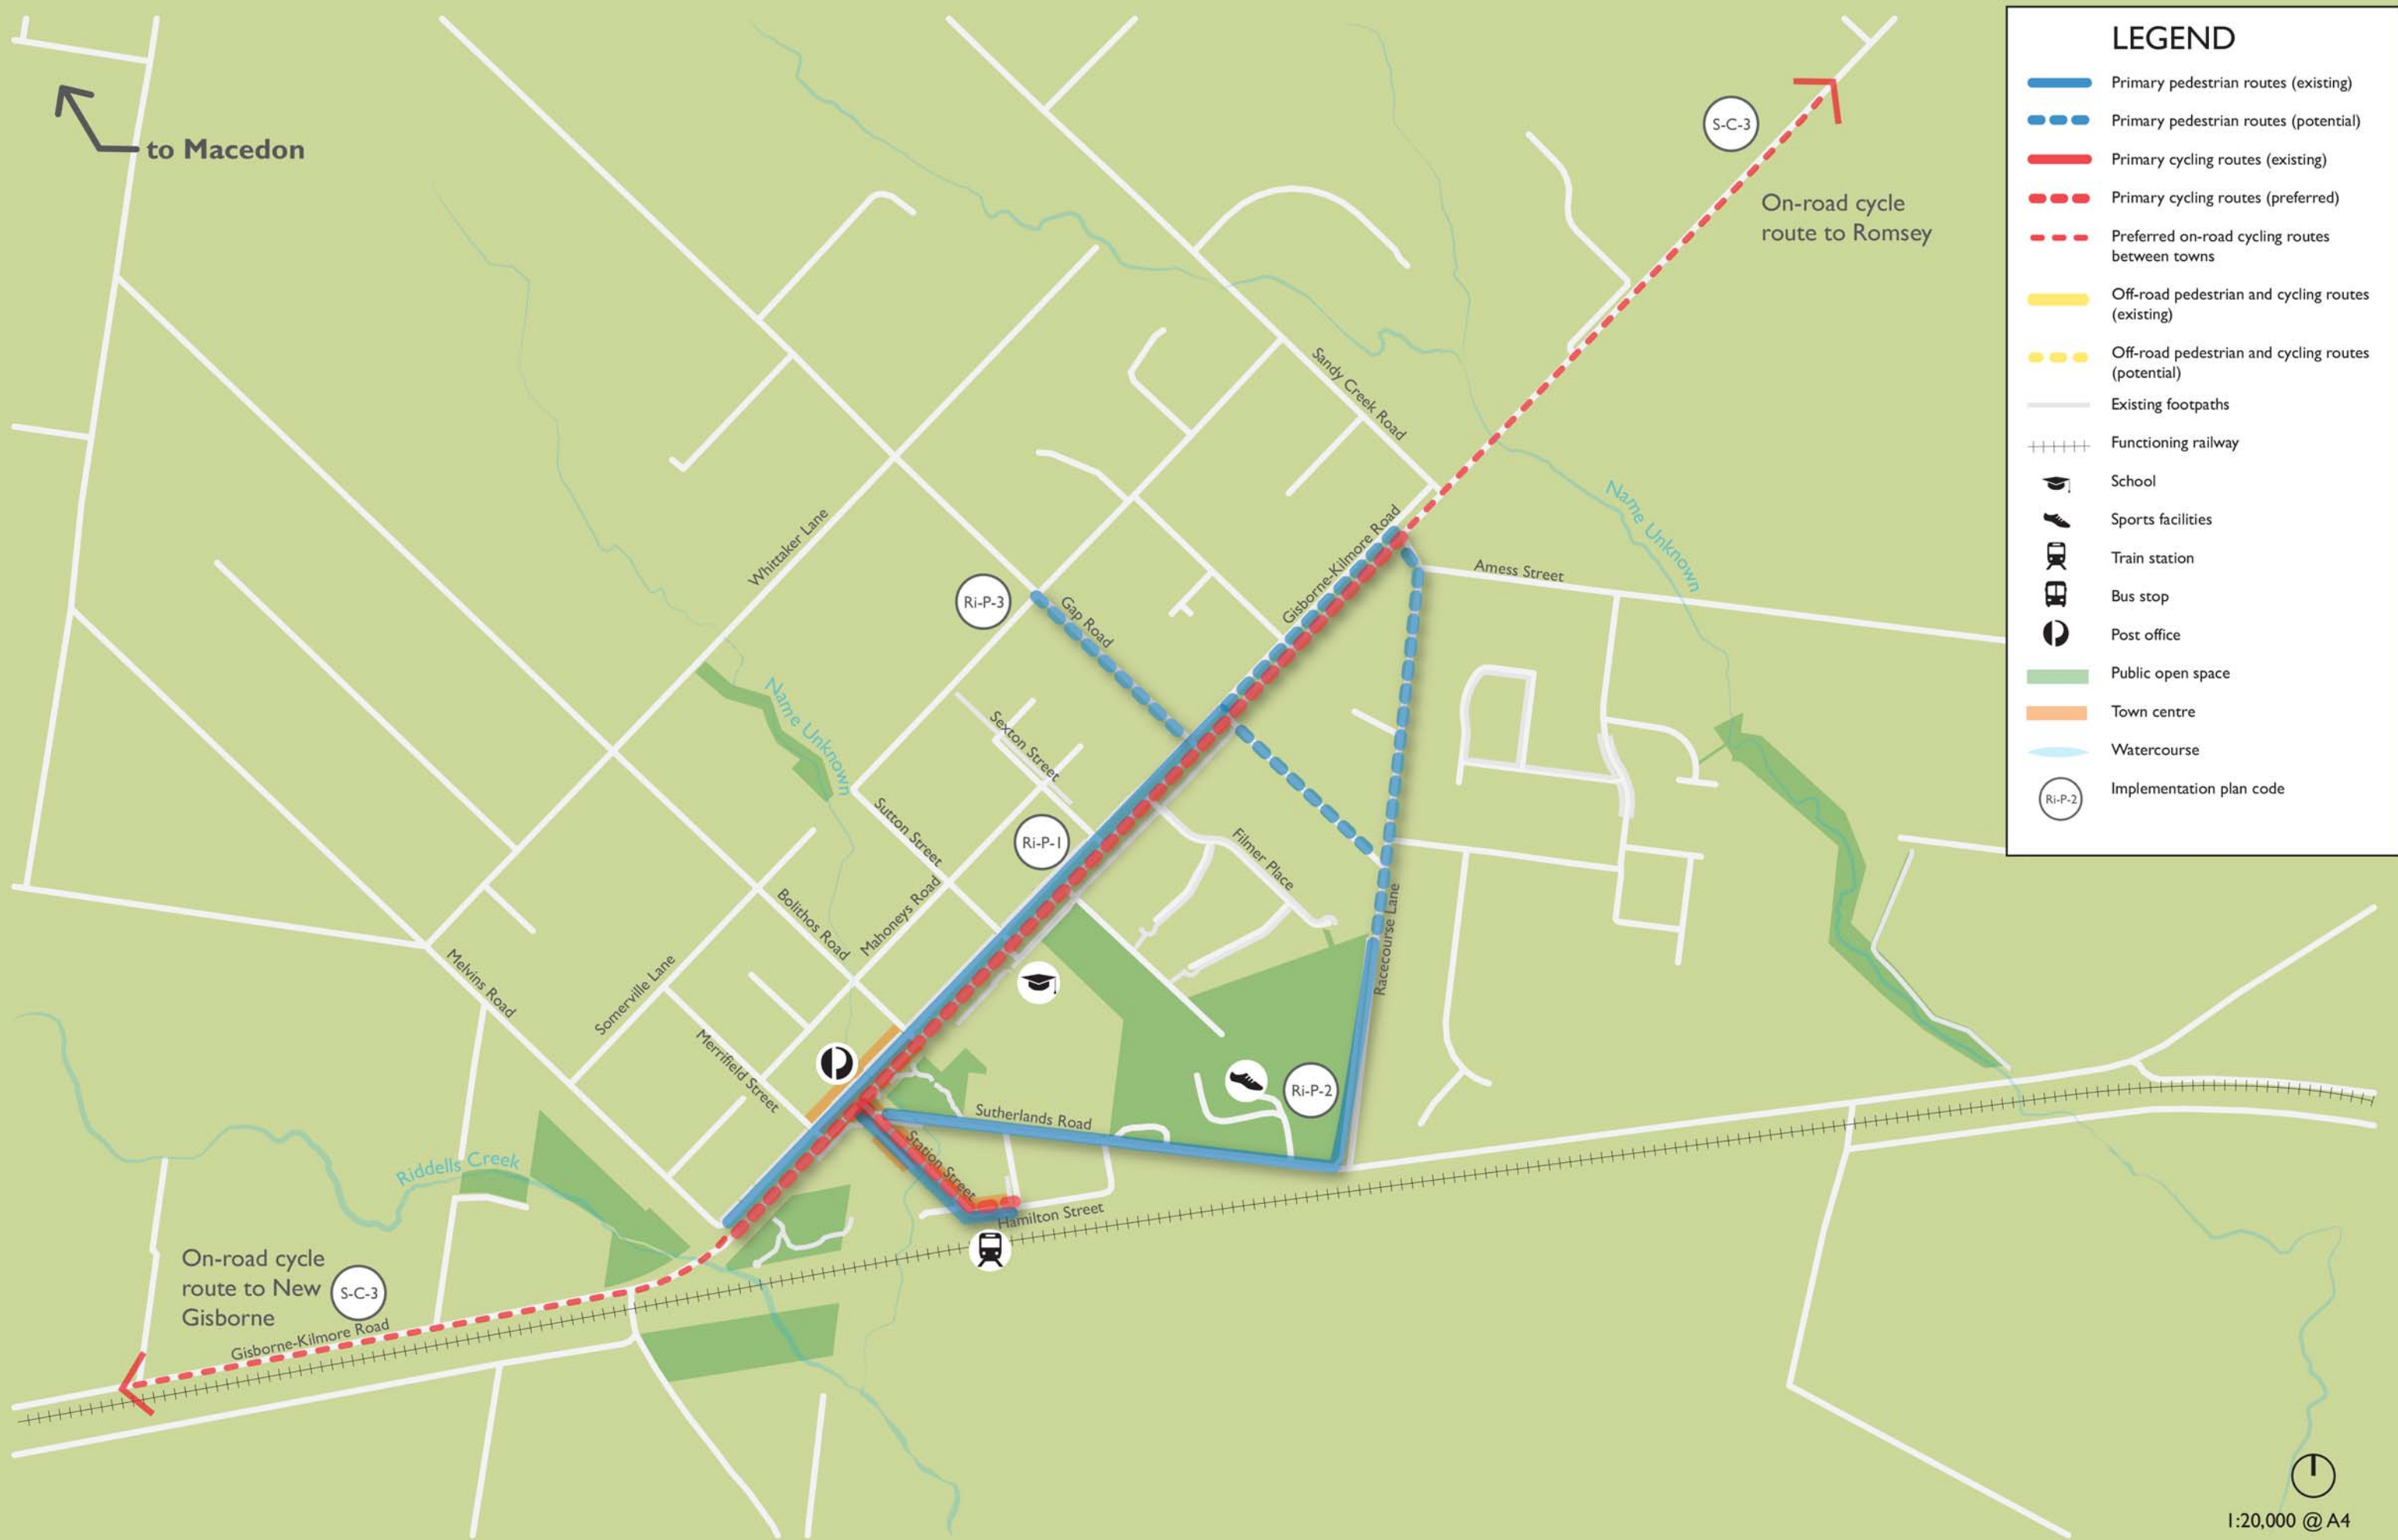 to Macedon
S-C-3
On-road cycle
route to Romsey
Sandy Creek Road
Whittaker Lane
Gisborne-Kilmore Road
Name Unknown
Amess Street
Ri-P-3
Gap Road
Name Unknown
Sexton Street
Sutton Street
Ri-P-1
Filmer Place
Bolithos Road
Mahoneys Road
Racecourse Lane
Melvins Road
Somerville Lane
Merrifield Street
Ri-P-2
Sutherlands Road
Station Street
Riddells Creek
Hamilton Street
On-road cycle
route to New
Gisborne
S-C-3
Gisborne-Kilmore Road
LEGEND
Primary pedestrian routes (existing)
Primary pedestrian routes (potential)
Primary cycling routes (existing)
Primary cycling routes (preferred)
Preferred on-road cycling routes
between towns
Off-road pedestrian and cycling routes
(existing)
Off-road pedestrian and cycling routes
(potential)
Existing footpaths
Functioning railway
School
Sports facilities
Train station
Bus stop
Post office
Public open space
Town centre
Watercourse
Ri-P-2
Implementation plan code
1:20,000 @ A4